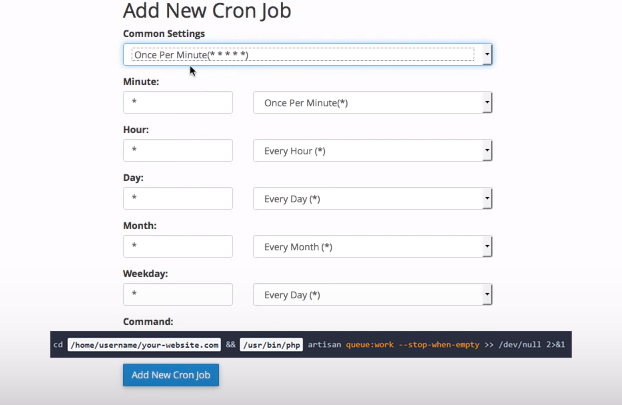 Add New Cron Job
Common Settings
Once Per Minute(* * * * *)
Minute:
* Once Per Minute(*)
Hour:
* Every Hour (*)
Day:
* Every Day (*)
Month:
* Every Month (*)
Weekday:
* Every Day (*)
Command:
cd /home/username/your-website.com && /usr/bin/php artisan queue:work --stop-when-empty >> /dev/null 2>&1
Add New Cron Job